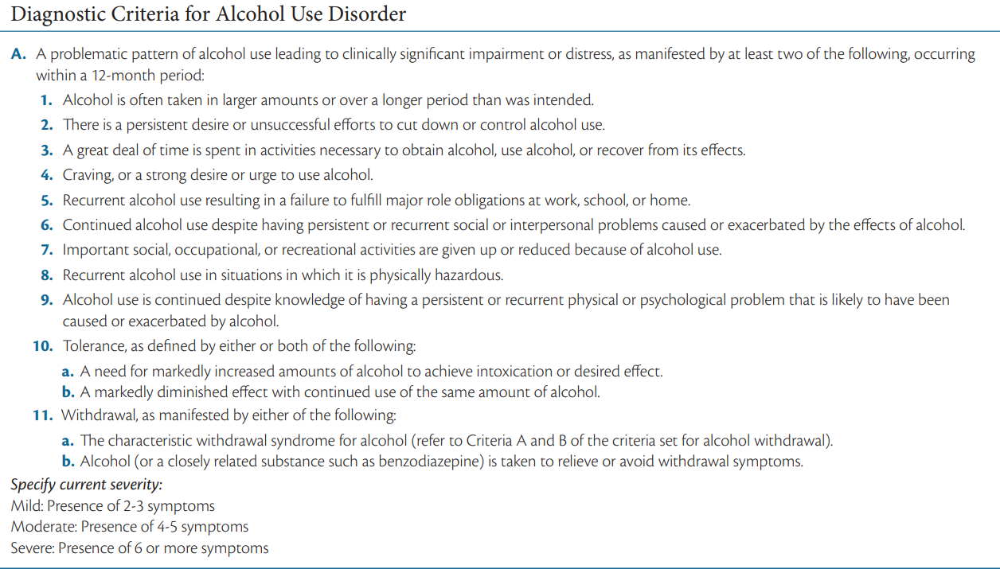 Diagnostic Criteria for Alcohol Use Disorder
A. A problematic pattern of alcohol use leading to clinically significant impairment or distress, as manifested by at least two of the following, occurring
within a 12-month period:
1. Alcohol is often taken in larger amounts or over a longer period than was intended.
2. There is a persistent desire or unsuccessful efforts to cut down or control alcohol use.
3. A great deal of time is spent in activities necessary to obtain alcohol, use alcohol, or recover from its effects.
4. Craving, or a strong desire or urge to use alcohol.
5. Recurrent alcohol use resulting in a failure to fulfill major role obligations at work, school, or home.
6. Continued alcohol use despite having persistent or recurrent social or interpersonal problems caused or exacerbated by the effects of alcohol.
7. Important social, occupational, or recreational activities are given up or reduced because of alcohol use.
8. Recurrent alcohol use in situations in which it is physically hazardous.
9. Alcohol use is continued despite knowledge of having a persistent or recurrent physical or psychological problem that is likely to have been
caused or exacerbated by alcohol.
10. Tolerance, as defined by either or both of the following:
a. A need for markedly increased amounts of alcohol to achieve intoxication or desired effect.
b. A markedly diminished effect with continued use of the same amount of alcohol.
11. Withdrawal, as manifested by either of the following:
a. The characteristic withdrawal syndrome for alcohol (refer to Criteria A and B of the criteria set for alcohol withdrawal).
b. Alcohol (or a closely related substance such as benzodiazepine) is taken to relieve or avoid withdrawal symptoms.
Specify current severity:
Mild: Presence of 2-3 symptoms
Moderate: Presence of 4-5 symptoms
Severe: Presence of 6 or more symptoms